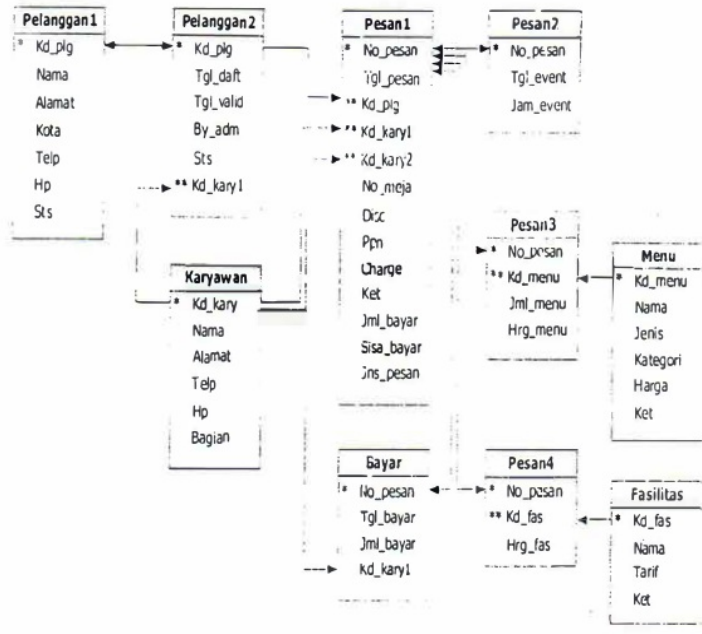 Pelanggan1
* Kd_plg
Nama
Alamat
Kota
Telp
Hp
Sts
Pelanggan2
* Kd_plg
Tgl_daft
Tgl_valid
By_adm
Sts
** Kd_kary1
Karyawan
* Kd_kary
Nama
Alamat
Telp
Hp
Bagian
Pesan1
* No_pesan
Tgl_pesan
** Kd_plg
** Kd_kary1
** Kd_kary2
No_meja
Disc
Ppn
Charge
Ket
Jml_bayar
Sisa_bayar
Jns_pesan
Bayar
* No_pesan
Tgl_bayar
Jml_bayar
Kd_kary1
Pesan2
* No_pesan
Tgl_event
Jam_event
Pesan3
* No_pesan
** Kd_menu
Jml_menu
Hrg_menu
Pesan4
* No_pesan
** Kd_fas
Hrg_fas
Menu
* Kd_menu
Nama
Jenis
Kategori
Harga
Ket
Fasilitas
* Kd_fas
Nama
Tarif
Ket